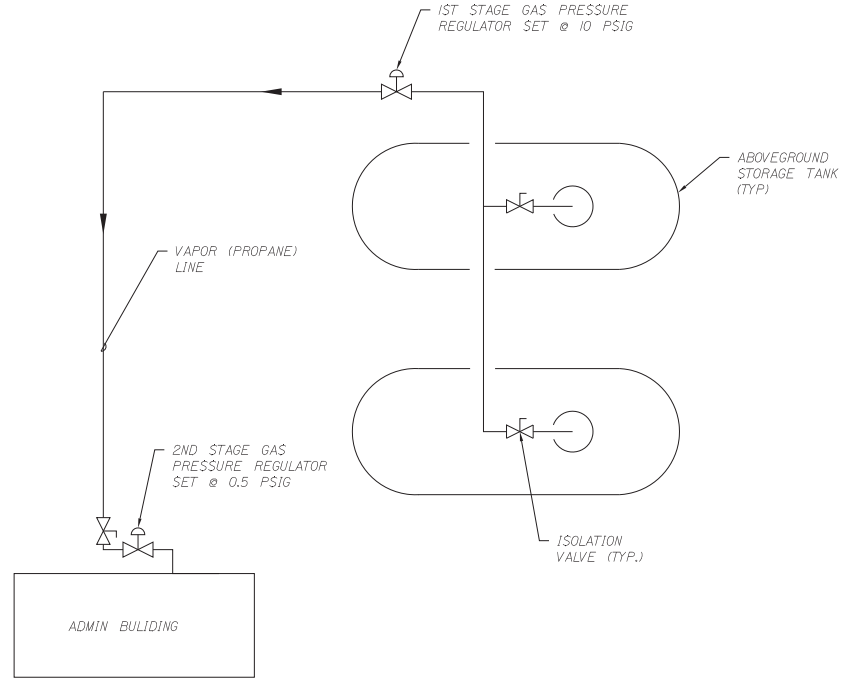 1ST STAGE GAS PRESSURE
REGULATOR SET @ 10 PSIG
ABOVEGROUND
STORAGE TANK
(TYP)
VAPOR (PROPANE)
LINE
2ND STAGE GAS
PRESSURE REGULATOR
SET @ 0.5 PSIG
ISOLATION
VALVE (TYP.)
ADMIN BULIDING